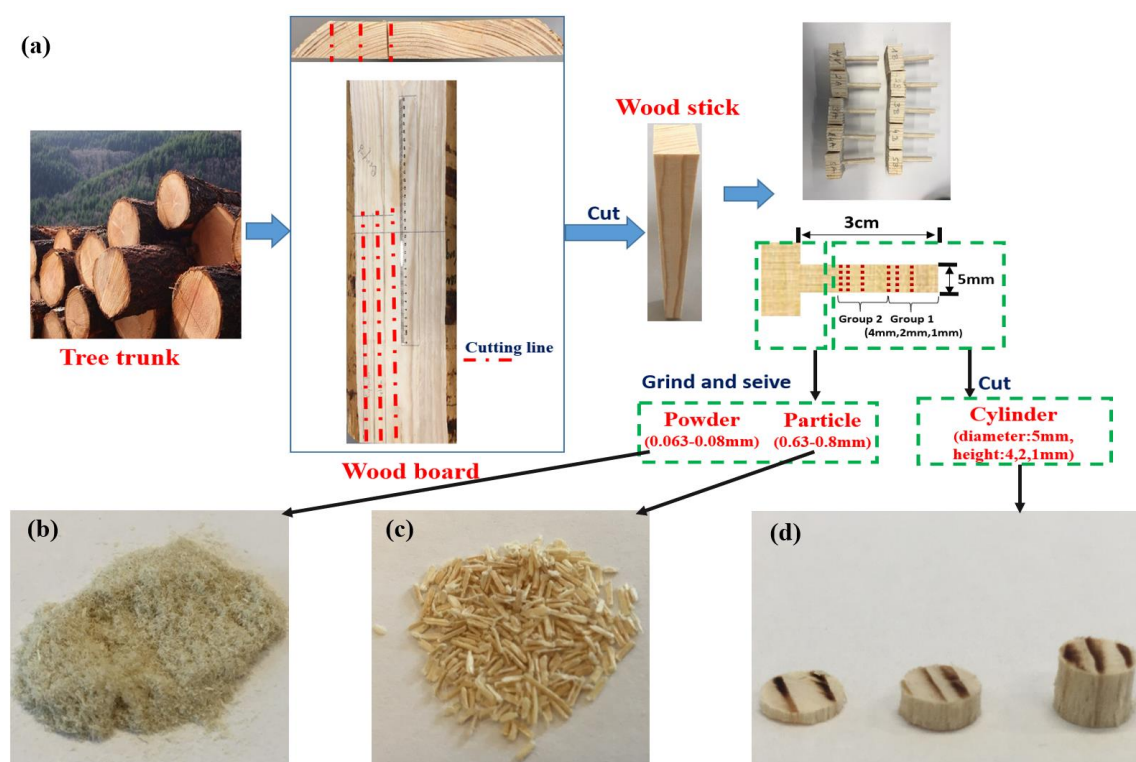 (a)
Tree trunk
Cutting line
Wood board
Cut
Wood stick
3cm
5mm
Group 2 Group 1
(4mm,2mm,1mm)
Grind and seive
Cut
Powder
(0.063-0.08mm)
Particle
(0.63-0.8mm)
Cylinder
(diameter:5mm,
height:4,2,1mm)
(b)
(c)
(d)